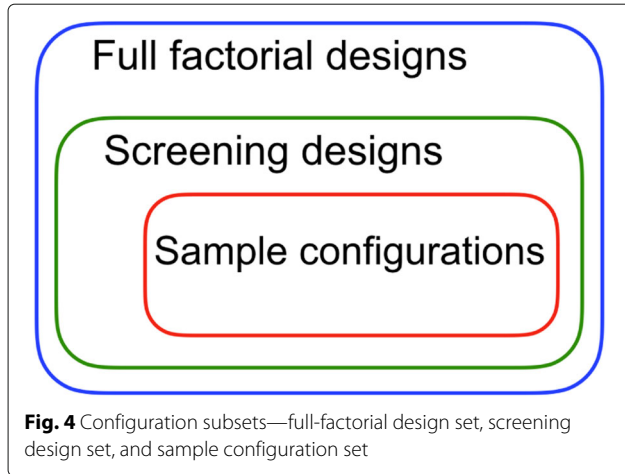 Full factorial designs
Screening designs
Sample configurations
Fig. 4 Configuration subsets—full-factorial design set, screening
design set, and sample configuration set